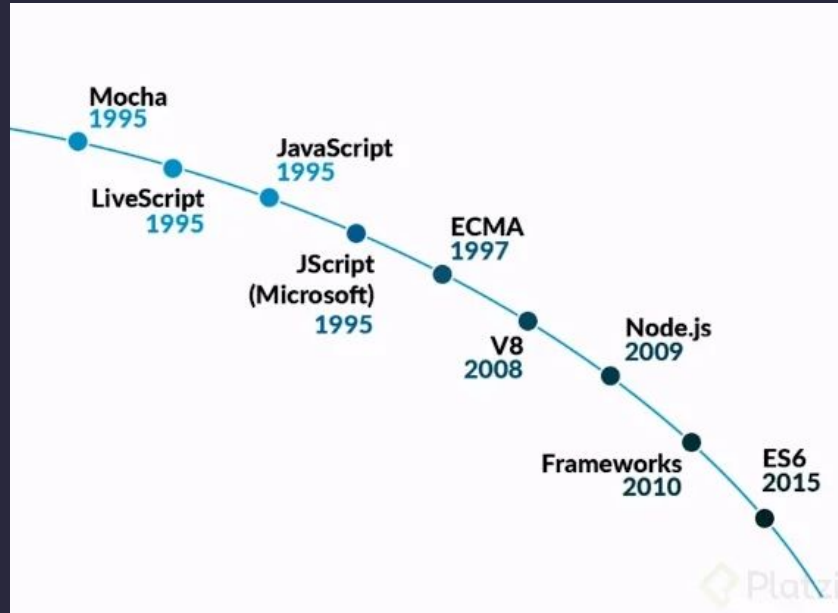 Mocha
1995
LiveScript
1995
JavaScript
1995
JScript
(Microsoft)
1995
ECMA
1997
V8
2008
Node.js
2009
Frameworks
2010
ES6
2015
Platzi